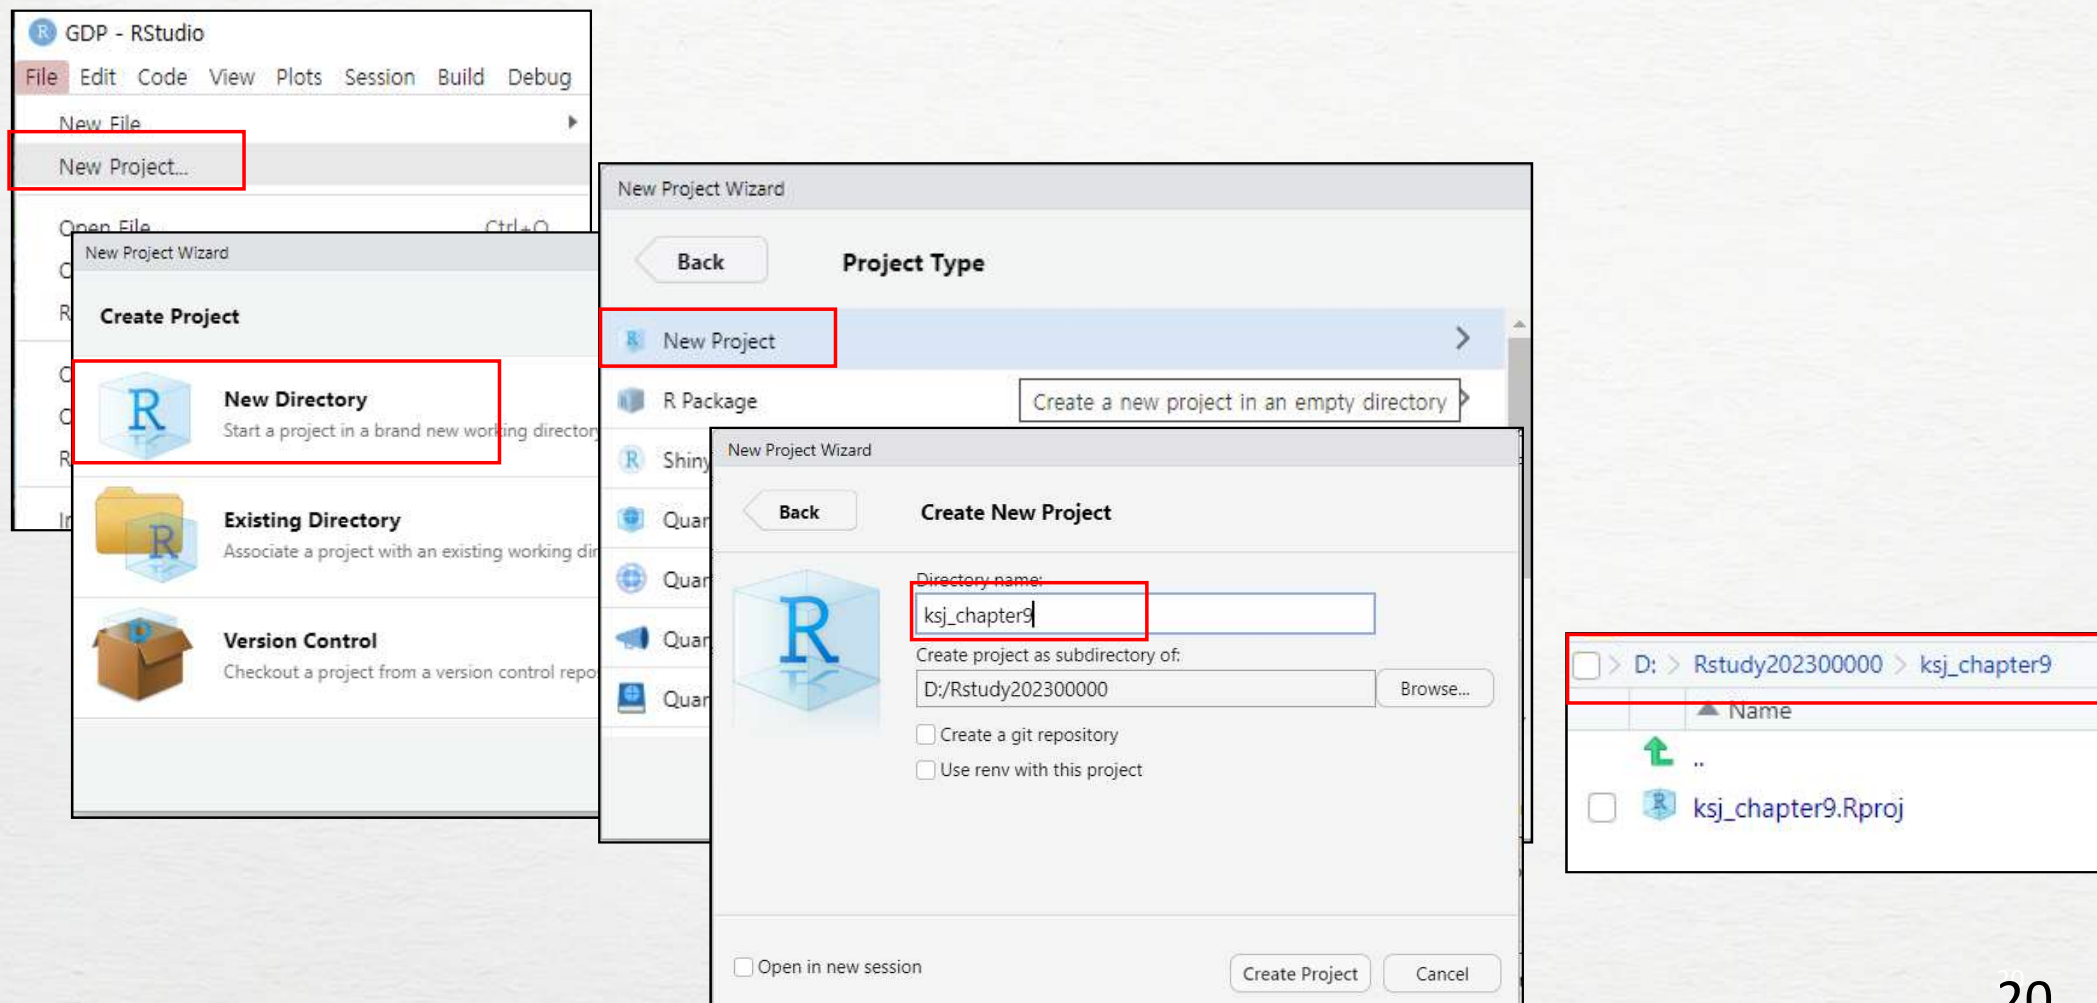 GDP - RStudio
File Edit Code View Plots Session Build Debug
New File
New Project...
Open File... Ctrl+O
New Project Wizard
Create Project
New Directory
Start a project in a brand new working directory
Existing Directory
Associate a project with an existing working dir
Version Control
Checkout a project from a version control repo
New Project Wizard
Back Project Type
New Project
R Package
Create a new project in an empty directory
Shiny
Quar
Quar
Quar
Quar
New Project Wizard
Back Create New Project
Directory name:
ksj_chapter9
Create project as subdirectory of:
D:/Rstudy202300000 Browse...
Create a git repository
Use renv with this project
Open in new session Create Project Cancel
> D: > Rstudy202300000 > ksj_chapter9
Name
..
ksj_chapter9.Rproj
20
20